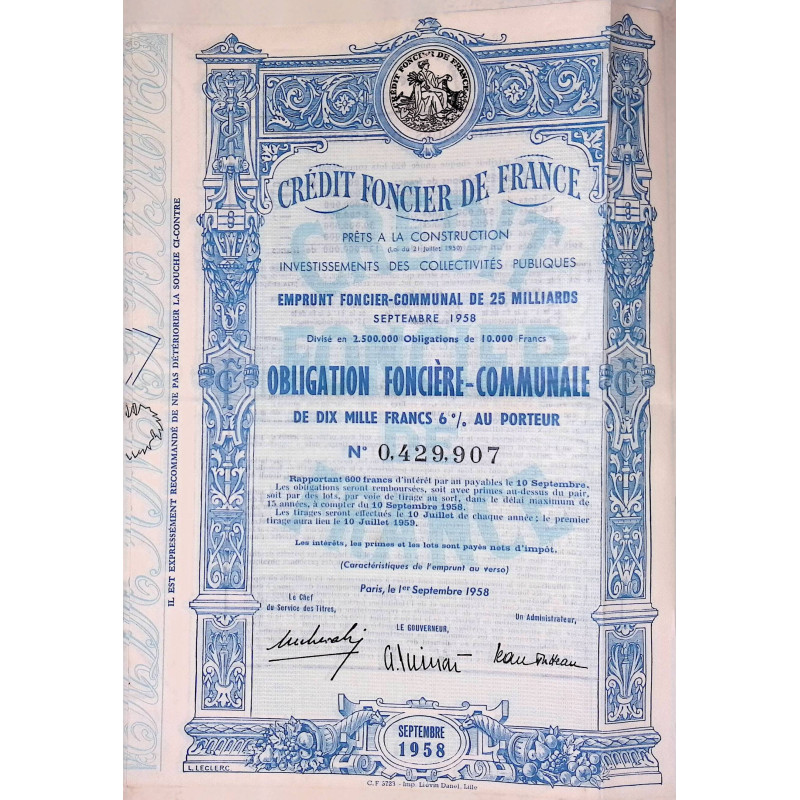 CRÉDIT FONCIER DE FRANCE
CRÉDIT FONCIER DE FRANCE
PRÊTS A LA CONSTRUCTION
(Loi du 21 Juillet 1950)
INVESTISSEMENTS DES COLLECTIVITÉS PUBLIQUES
EMPRUNT FONCIER-COMMUNAL DE 25 MILLIARDS
SEPTEMBRE 1958
Divisé en 2.500.000 Obligations de 10.000 Francs
OBLIGATION FONCIÈRE-COMMUNALE
DE DIX MILLE FRANCS 6% AU PORTEUR
N° 0,429,907
Rapportant 600 francs d'intérêt par an payables le 10 Septembre.
Les obligations seront remboursées, soit avec primes au-dessus du pair,
soit par des lots, par voie de tirage au sort, dans le délai maximum de
15 années, à compter du 10 Septembre 1958.
Les tirages seront effectués le 10 Juillet de chaque année; le premier
tirage aura lieu le 10 Juillet 1959.
Les intérêts, les primes et les lots sont payés nets d'impôt.
(Caractéristiques de l'emprunt au verso)
Paris, le 1er Septembre 1958
Le Chef
du Service des Titres,
LE GOUVERNEUR,
Un Administrateur,
SEPTEMBRE
1958
L. LECLERC.
C.F 5723 - Imp. Liévin Danel, Lille
IL EST EXPRESSÉMENT RECOMMANDÉ DE NE PAS DÉTÉRIORER LA SOUCHE CI-CONTRE